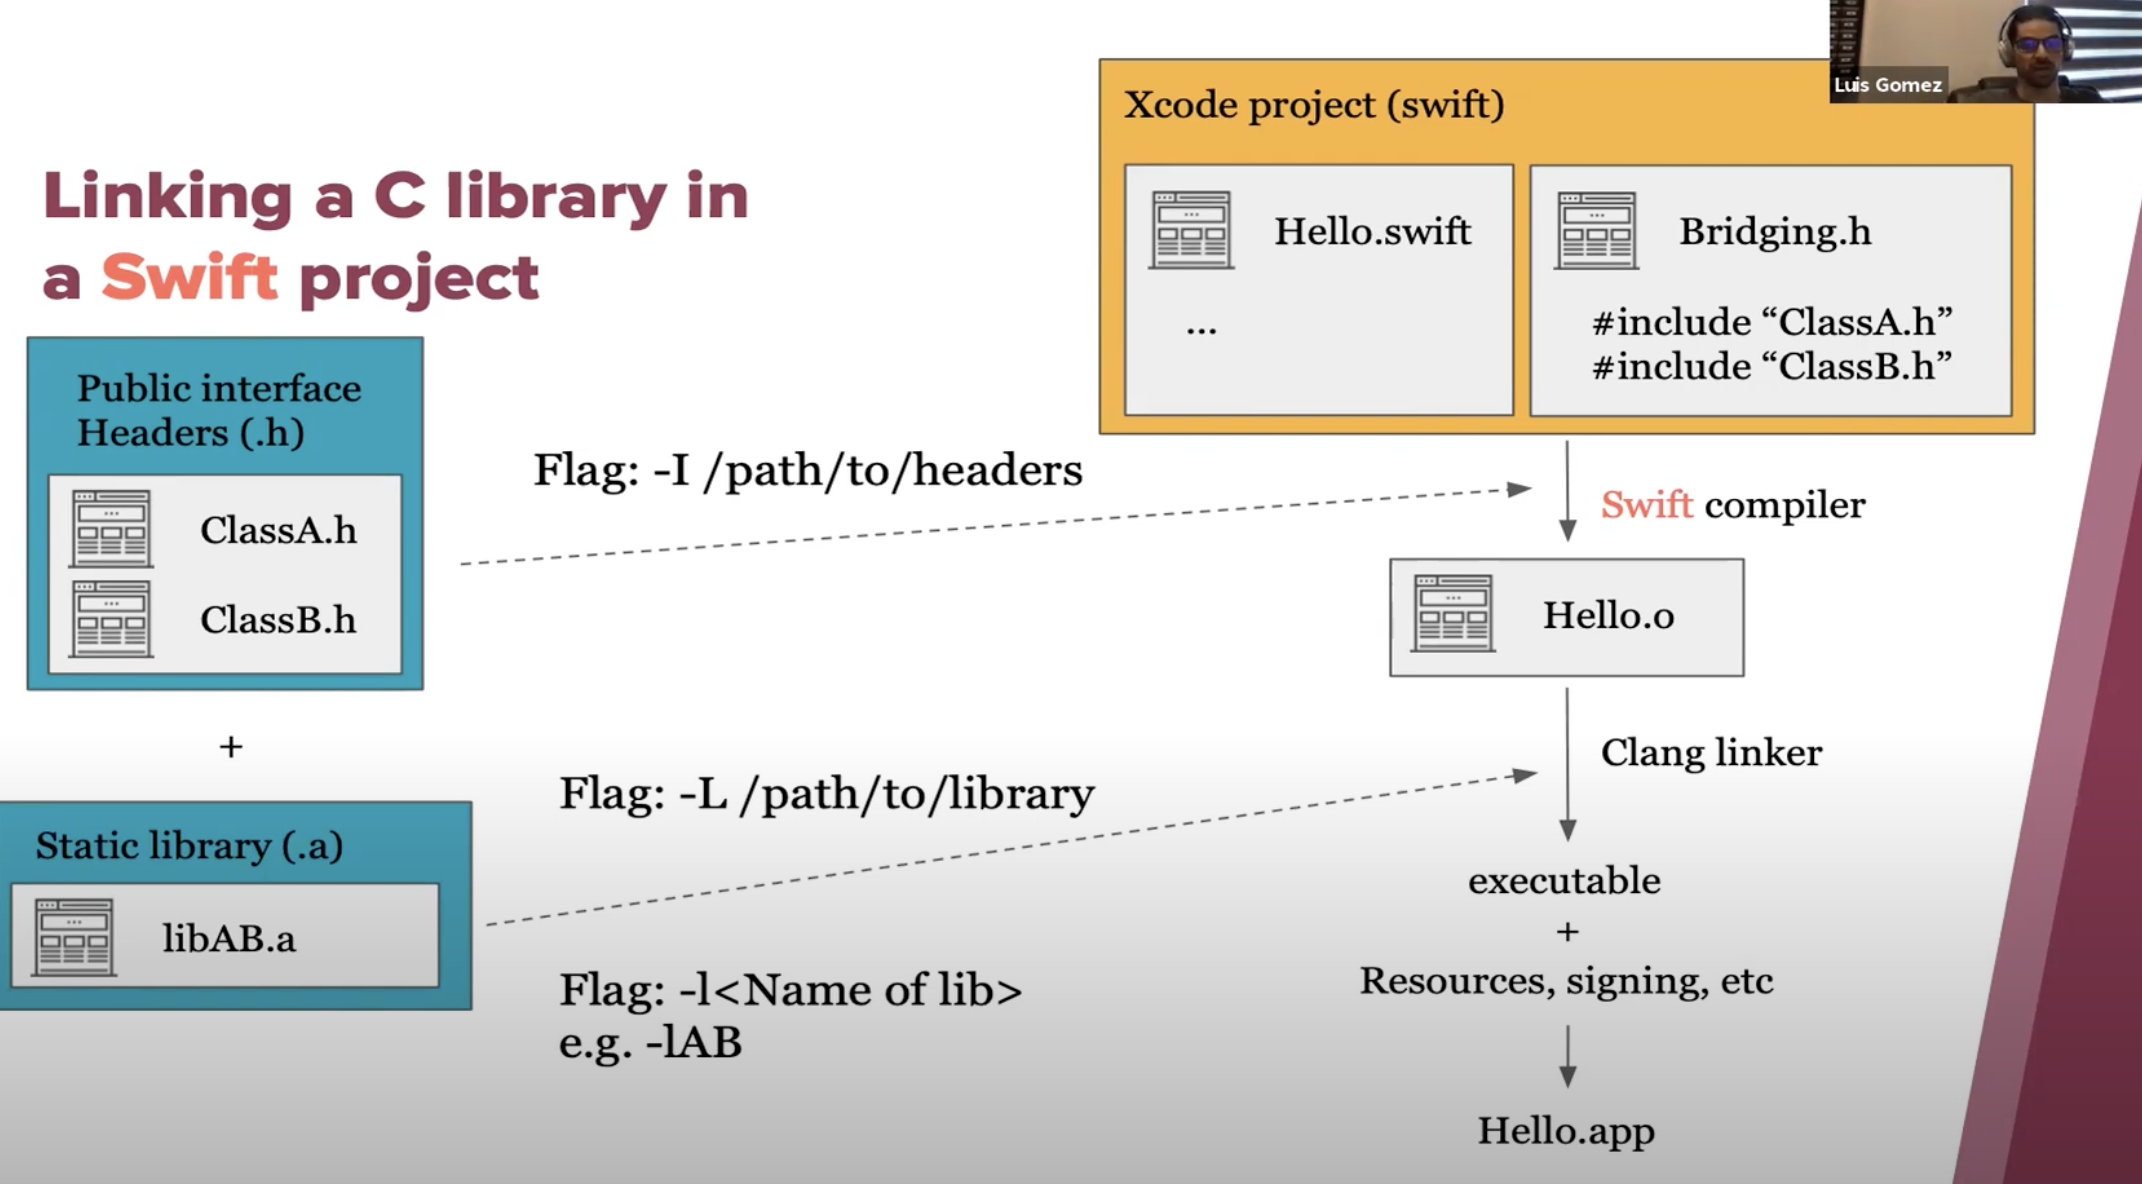 Luis Gomez
Linking a C library in
a Swift project
Xcode project (swift)
Hello.swift
...
Bridging.h
#include “ClassA.h”
#include “ClassB.h”
Public interface
Headers (.h)
ClassA.h
ClassB.h
+
Static library (.a)
libAB.a
Flag: -I /path/to/headers
Swift compiler
Hello.o
Flag: -L /path/to/library
Flag: -l<Name of lib>
e.g. -lAB
Clang linker
executable
+
Resources, signing, etc
Hello.app